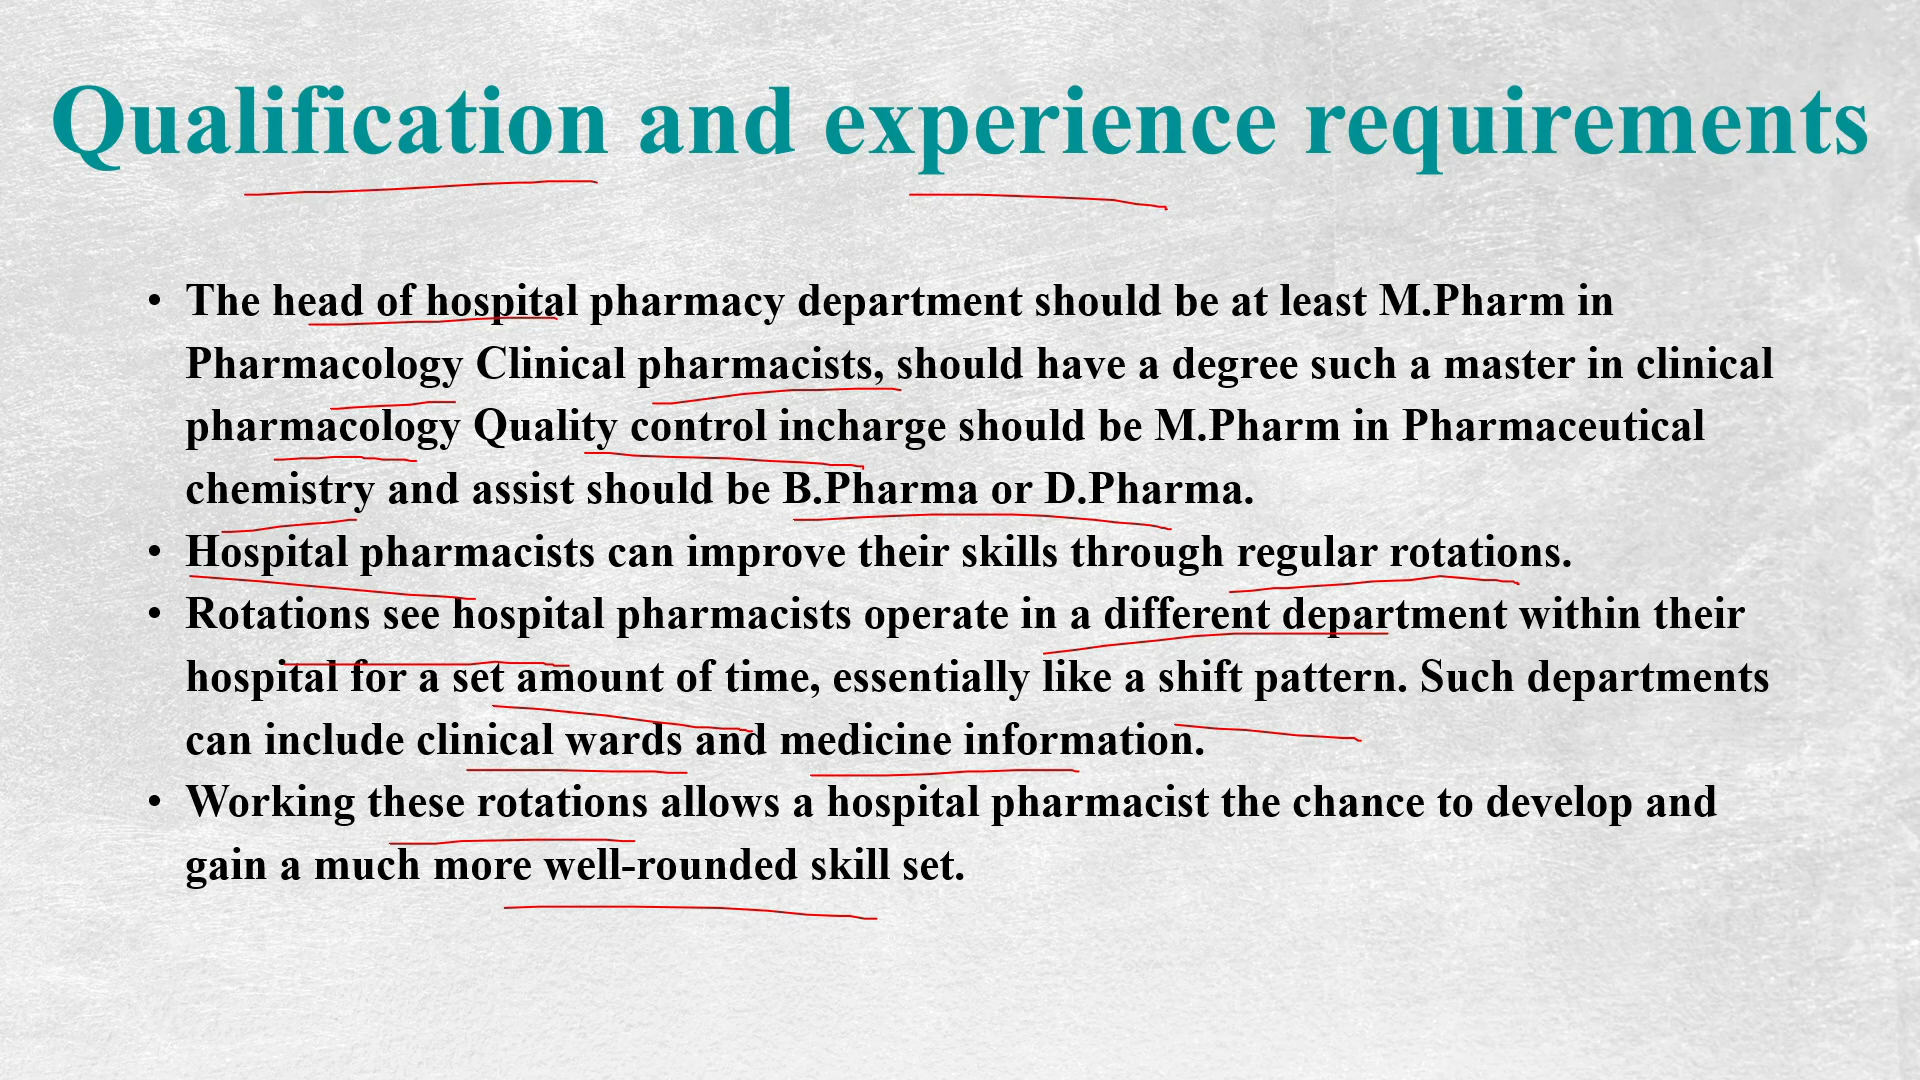 Qualification and experience requirements
• The head of hospital pharmacy department should be at least M.Pharm in
Pharmacology Clinical pharmacists, should have a degree such a master in clinical
pharmacology Quality control incharge should be M.Pharm in Pharmaceutical
chemistry and assist should be B.Pharma or D.Pharma.
• Hospital pharmacists can improve their skills through regular rotations.
• Rotations see hospital pharmacists operate in a different department within their
hospital for a set amount of time, essentially like a shift pattern. Such departments
can include clinical wards and medicine information.
• Working these rotations allows a hospital pharmacist the chance to develop and
gain a much more well-rounded skill set.